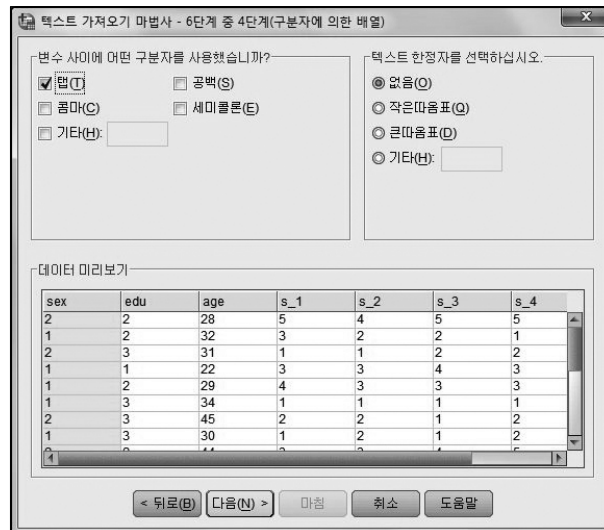 텍스트 가져오기 마법사 - 6단계 중 4단계(구분자에 의한 배열)
변수 사이에 어떤 구분자를 사용했습니까?
탭(T)
공백(S)
콤마(C)
세미콜론(E)
기타(H):
텍스트 한정자를 선택하십시오.
없음(O)
작은따옴표(Q)
큰따옴표(D)
기타(H):
데이터 미리보기
sex edu age s_1 s_2 s_3 s_4
2 2 28 5 4 5 5
1 2 32 3 2 2 1
2 3 31 1 1 2 2
1 1 22 3 3 4 3
1 2 29 4 3 3 3
1 3 34 1 1 1 1
2 3 45 2 2 1 2
1 3 30 1 2 1 2
< 뒤로(B) 다음(N) > 마침 취소 도움말